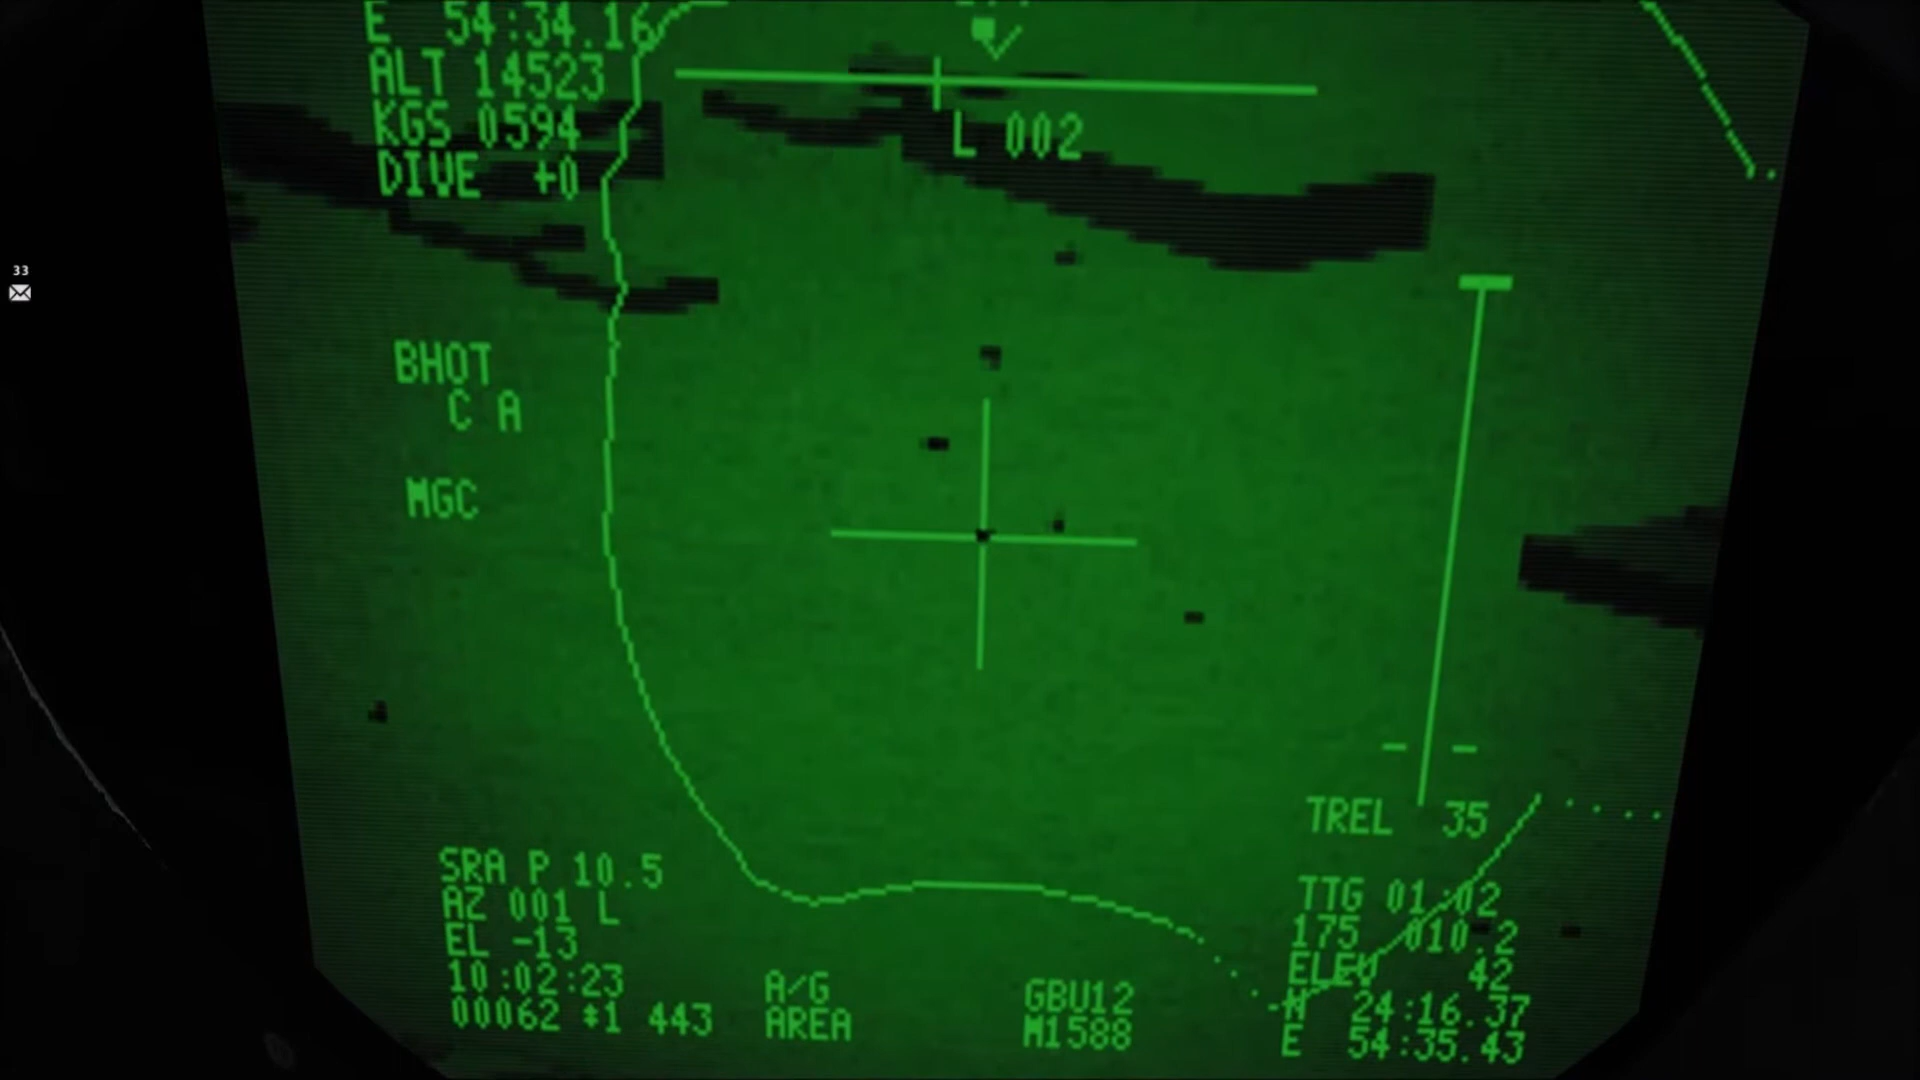 E 54:34.16
ALT 14523
KGS 0594
DIVE +0
L 002
33
BHOT
C A
MGC
TREL 35
SRA P 10.5
AZ 001 L
EL -13
10:02:23
00062 *1 443
A/G
AREA
GBU12
M1588
TTG 01:02
175 010.2
ELEV 42
N 24:16.37
E 54:35.43